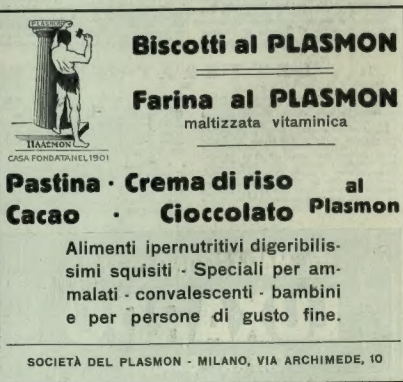 PLASMON
ΠΛΑΣΜΟΝ
CASA FONDATA NEL 1901
Biscotti al PLASMON
Farina al PLASMON
maltizzata vitaminica
Pastina · Crema di riso
Cacao · Cioccolato
al
Plasmon
Alimenti ipernutritivi digeribilis-
simi squisiti - Speciali per am-
malati - convalescenti - bambini
e per persone di gusto fine.
SOCIETÀ DEL PLASMON - MILANO, VIA ARCHIMEDE, 10